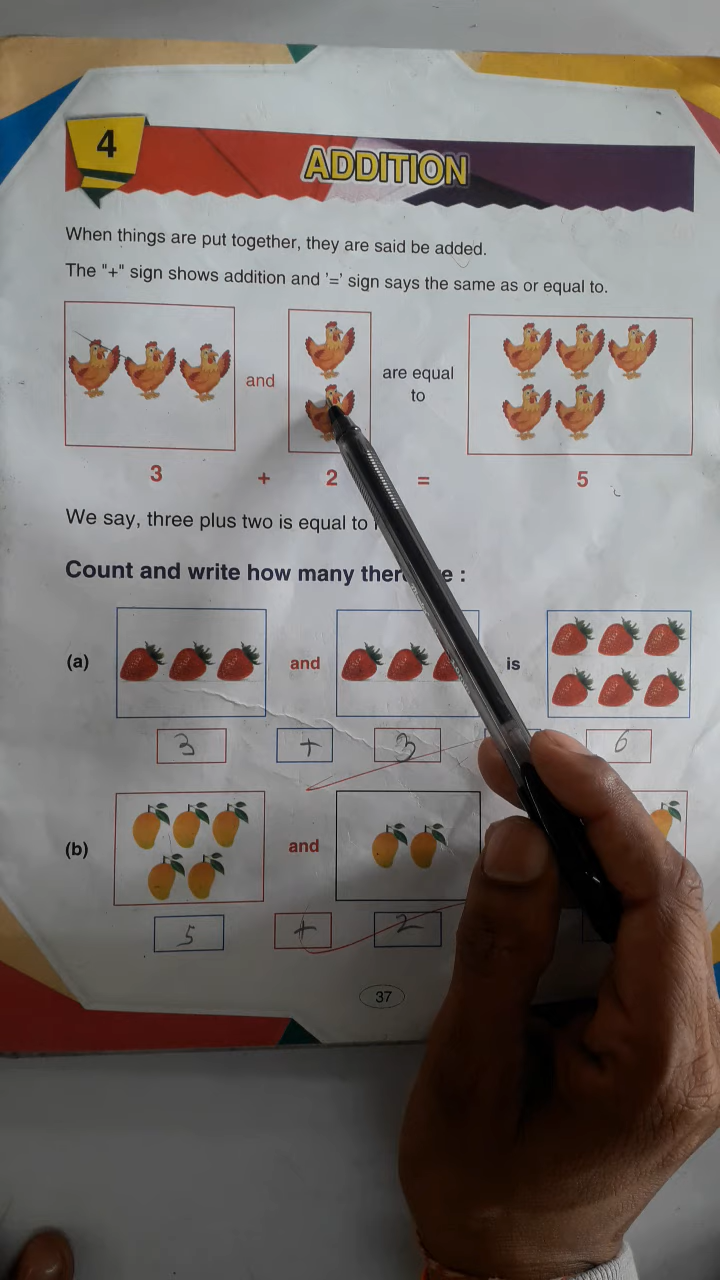 4
ADDITION
When things are put together, they are said be added.
The "+" sign shows addition and '=' sign says the same as or equal to.
and
are equal
to
3 + 2 = 5
We say, three plus two is equal to
Count and write how many
(a) and is
3 + 3 6
(b) and
5 + 2
37